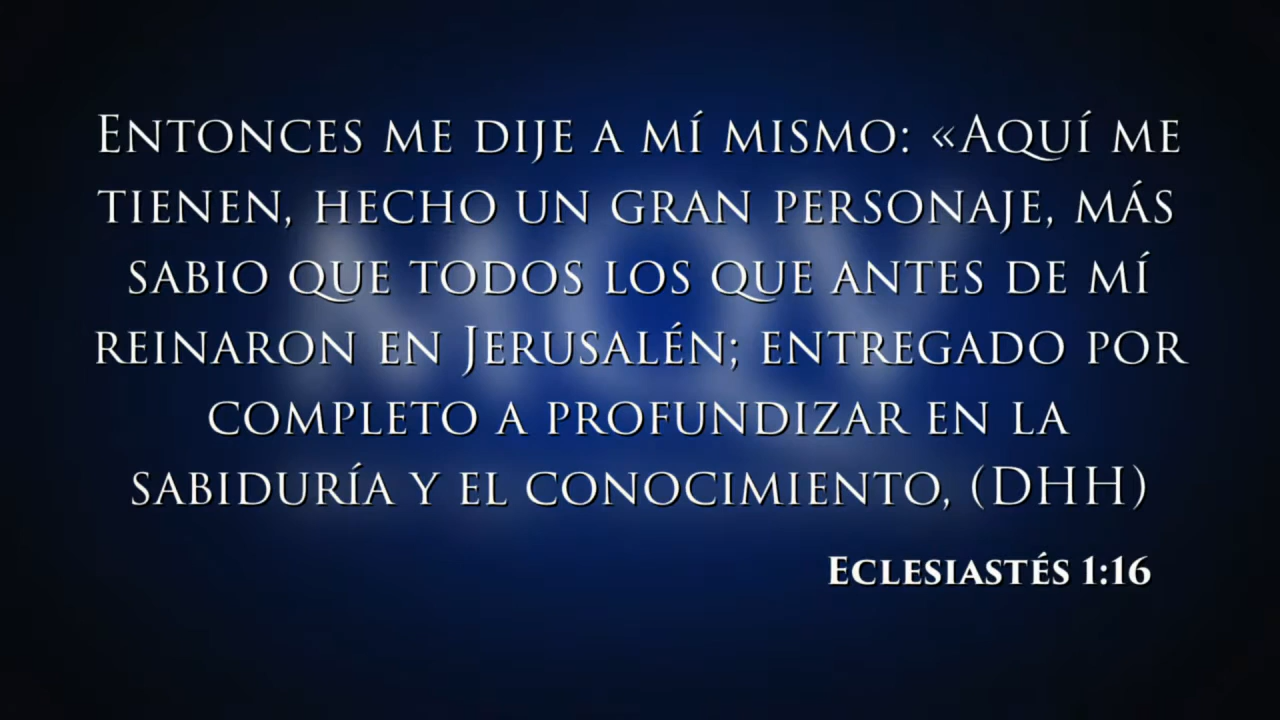 Entonces me dije a mí mismo: «Aquí me
tienen, hecho un gran personaje, más
sabio que todos los que antes de mí
reinaron en Jerusalén; entregado por
completo a profundizar en la
sabiduría y el conocimiento, (DHH)
Eclesiastés 1:16